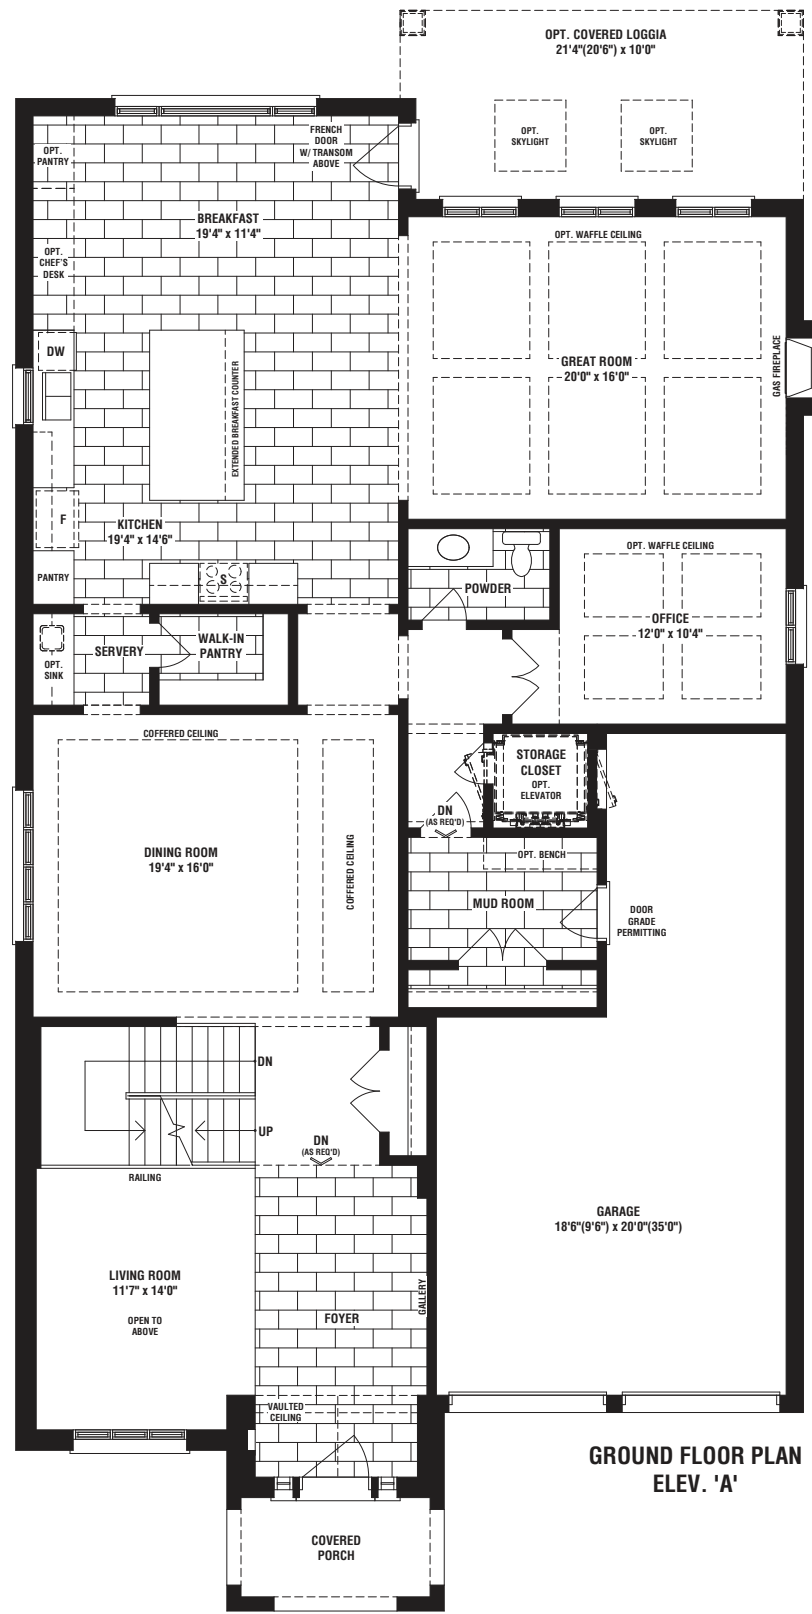 OPT. COVERED LOGGIA
21'4"(20'6") x 10'0"
OPT.
SKYLIGHT
OPT.
SKYLIGHT
FRENCH
DOOR
W/ TRANSOM
ABOVE
OPT.
PANTRY
BREAKFAST
19'4" x 11'4"
OPT.
CHEF'S
DESK
OPT. WAFFLE CEILING
DW
GREAT ROOM
20'0" x 16'0"
GAS FIREPLACE
EXTENDED BREAKFAST COUNTER
F
KITCHEN
19'4" x 14'6"
PANTRY
S
POWDER
OPT. WAFFLE CEILING
OFFICE
12'0" x 10'4"
OPT.
SINK
SERVERY
WALK-IN
PANTRY
COFFERED CEILING
STORAGE
CLOSET
OPT.
ELEVATOR
DN
(AS REQ'D)
DINING ROOM
19'4" x 16'0"
COFFERED CEILING
OPT. BENCH
MUD ROOM
DOOR
GRADE
PERMITTING
DN
UP
DN
(AS REQ'D)
RAILING
GARAGE
18'6"(9'6") x 20'0"(35'0")
LIVING ROOM
11'7" x 14'0"
OPEN TO
ABOVE
FOYER
GALLERY
VAULTED
CEILING
GROUND FLOOR PLAN
ELEV. 'A'
COVERED
PORCH